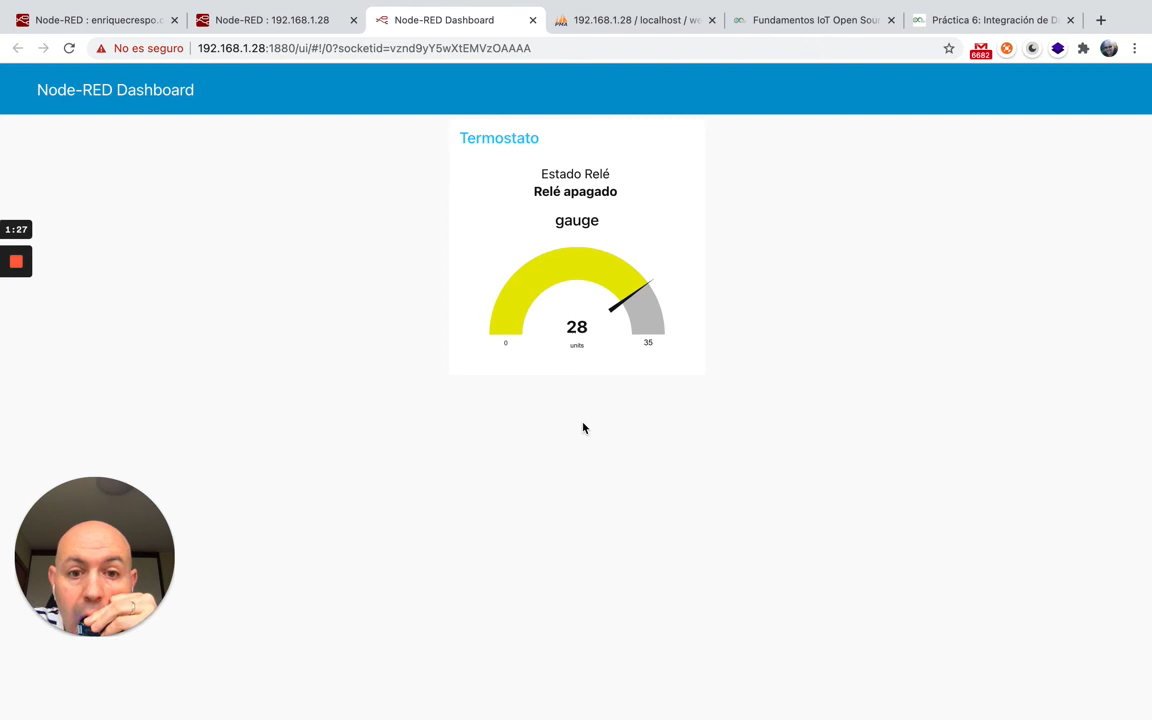 Node-RED : enriquecrespo.c
Node-RED : 192.168.1.28
Node-RED Dashboard
192.168.1.28 / localhost / we
Fundamentos IoT Open Sour
Práctica 6: Integración de Da
No es seguro
192.168.1.28:1880/ui/#!/0?socketid=vznd9yY5wXtEMVzOAAAA
6682
Node-RED Dashboard
Termostato
Estado Relé
Relé apagado
gauge
28
units
0
35
1:27